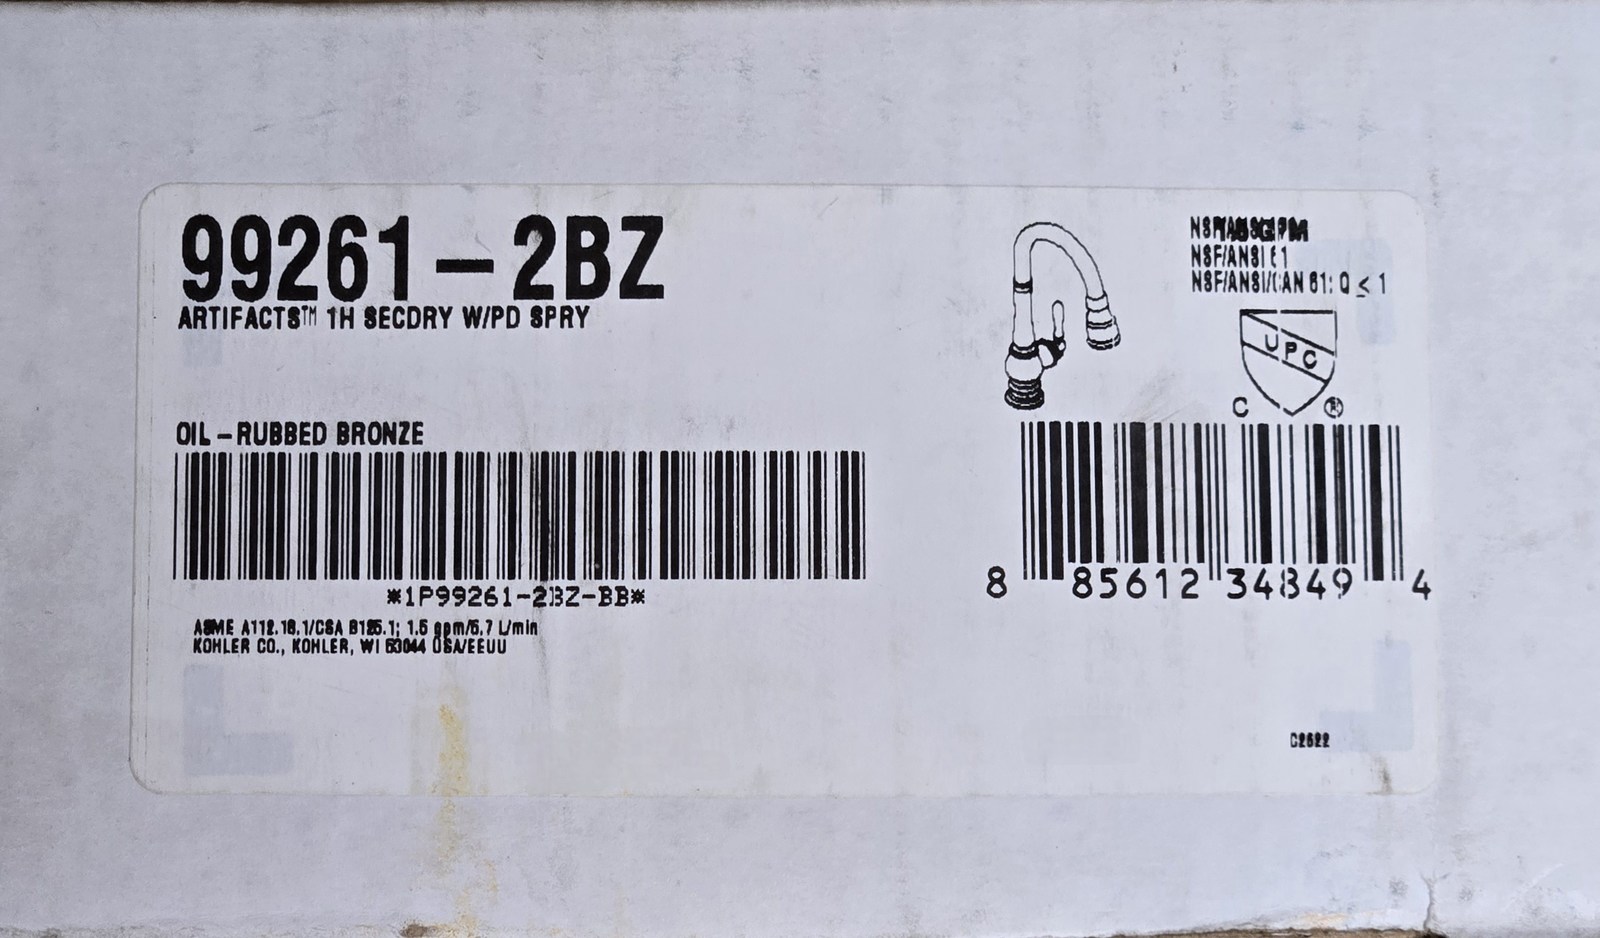 99261-2BZ
ARTIFACTS™ 1H SECDRY W/PD SPRY
OIL-RUBBED BRONZE
*1P99261-2BZ-BB*
ASME A112.18.1/CSA B125.1; 1.5 gpm/5.7 L/min
KOHLER CO., KOHLER, WI 53044 USA/EEUU
NSF/ANSI 61
NSF/ANSI/CAN 61: Q ≤ 1
UPC
C ®
8 85612 34849 4
C2622